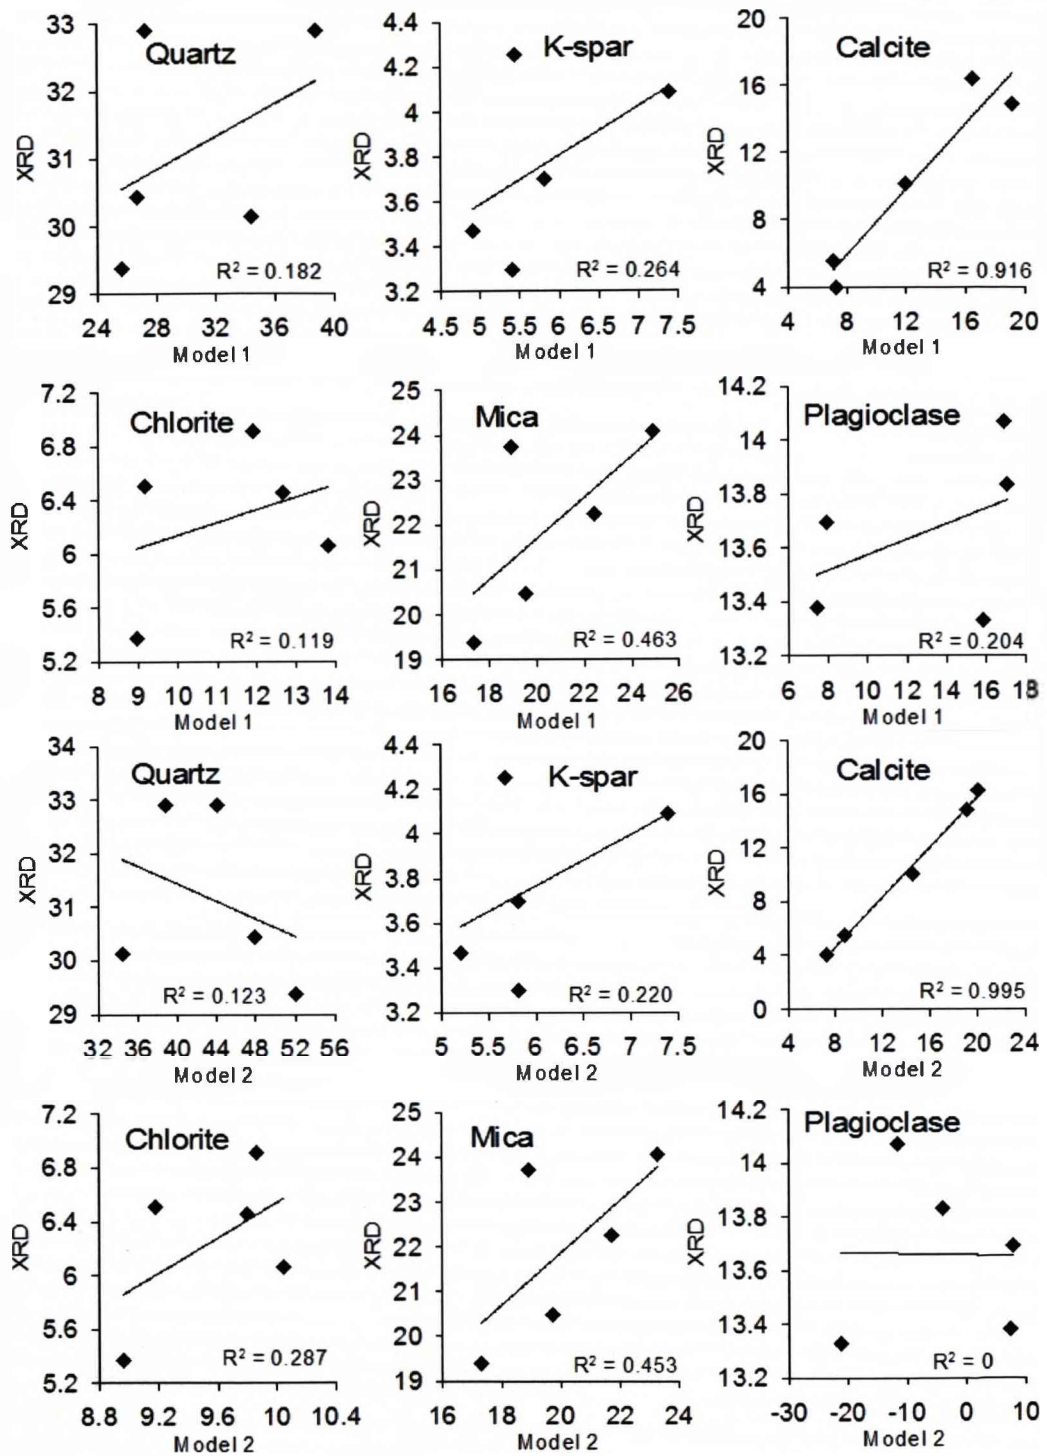 Quartz
XRD
33
32
31
30
29
R² = 0.182
24 28 32 36 40
Model 1
K-spar
XRD
4.4
4.2
4
3.8
3.6
3.4
3.2
R² = 0.264
4.5 5 5.5 6 6.5 7 7.5
Model 1
Calcite
XRD
20
16
12
8
4
R² = 0.916
4 8 12 16 20
Model 1
Chlorite
XRD
7.2
6.8
6.4
6
5.6
5.2
R² = 0.119
8 9 10 11 12 13 14
Model 1
Mica
XRD
25
24
23
22
21
20
19
R² = 0.463
16 18 20 22 24 26
Model 1
Plagioclase
XRD
14.2
14
13.8
13.6
13.4
13.2
R² = 0.204
6 8 10 12 14 16 18
Model 1
Quartz
XRD
34
33
32
31
30
29
R² = 0.123
32 36 40 44 48 52 56
Model 2
K-spar
XRD
4.4
4.2
4
3.8
3.6
3.4
3.2
R² = 0.220
5 5.5 6 6.5 7 7.5
Model 2
Calcite
XRD
20
16
12
8
4
0
R² = 0.995
4 8 12 16 20 24
Model 2
Chlorite
XRD
7.2
6.8
6.4
6
5.6
5.2
R² = 0.287
8.8 9.2 9.6 10 10.4
Model 2
Mica
XRD
25
24
23
22
21
20
19
R² = 0.453
16 18 20 22 24
Model 2
Plagioclase
XRD
14.2
14
13.8
13.6
13.4
13.2
R² = 0
-30 -20 -10 0 10
Model 2